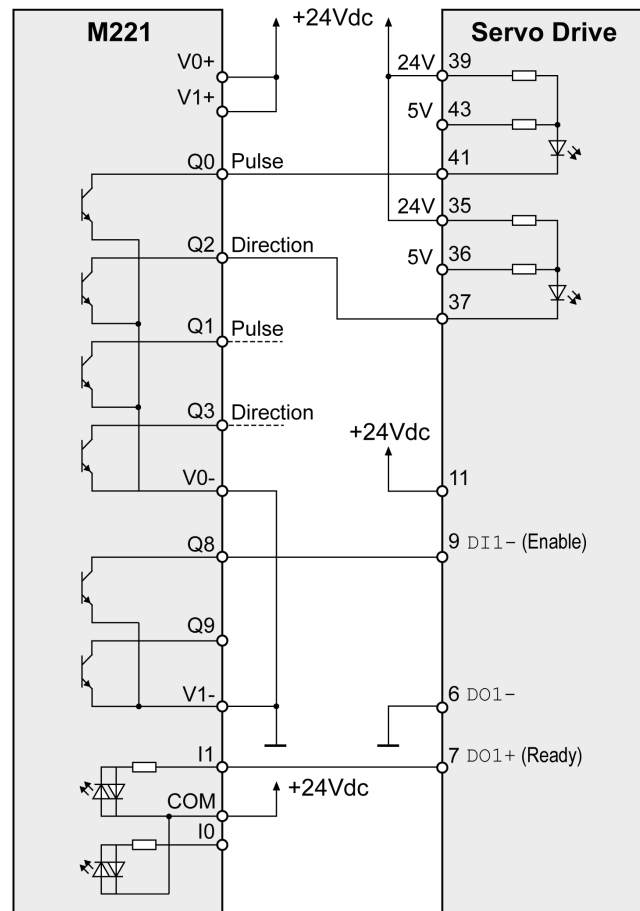 M221
+24Vdc
Servo Drive
V0+
V1+
24V 39
5V 43
Q0 Pulse
41
24V 35
Q2 Direction
5V 36
37
Q1 Pulse
Q3 Direction
+24Vdc
V0-
11
Q8
9 DI1- (Enable)
Q9
V1-
6 DO1-
I1
7 DO1+ (Ready)
COM
+24Vdc
I0